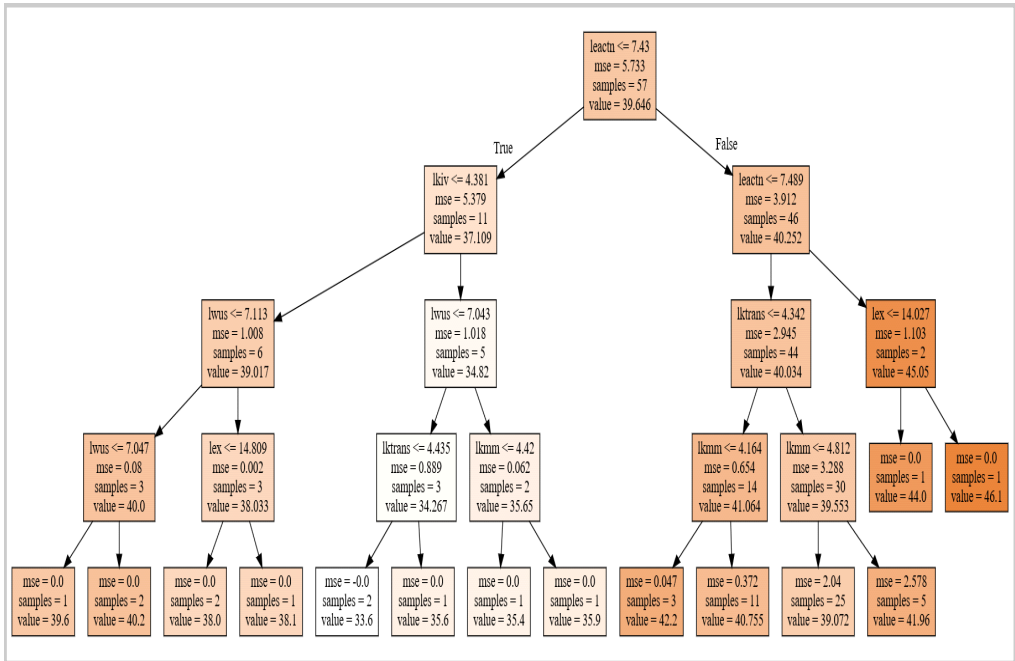 leactn <= 7.43
mse = 5.733
samples = 57
value = 39.646
True
False
lkiv <= 4.381
mse = 5.379
samples = 11
value = 37.109
leactn <= 7.489
mse = 3.912
samples = 46
value = 40.252
lwus <= 7.113
mse = 1.008
samples = 6
value = 39.017
lwus <= 7.043
mse = 1.018
samples = 5
value = 34.82
lktrans <= 4.342
mse = 2.945
samples = 44
value = 40.034
lex <= 14.027
mse = 1.103
samples = 2
value = 45.05
lwus <= 7.047
mse = 0.08
samples = 3
value = 40.0
lex <= 14.809
mse = 0.002
samples = 3
value = 38.033
lktrans <= 4.435
mse = 0.889
samples = 3
value = 34.267
lkmm <= 4.42
mse = 0.062
samples = 2
value = 35.65
lkmm <= 4.164
mse = 0.654
samples = 14
value = 41.064
lkmm <= 4.812
mse = 3.288
samples = 30
value = 39.553
mse = 0.0
samples = 1
value = 44.0
mse = 0.0
samples = 1
value = 46.1
mse = 0.0
samples = 1
value = 39.6
mse = 0.0
samples = 2
value = 40.2
mse = 0.0
samples = 2
value = 38.0
mse = 0.0
samples = 1
value = 38.1
mse = -0.0
samples = 2
value = 33.6
mse = 0.0
samples = 1
value = 35.6
mse = 0.0
samples = 1
value = 35.4
mse = 0.0
samples = 1
value = 35.9
mse = 0.047
samples = 3
value = 42.2
mse = 0.372
samples = 11
value = 40.755
mse = 2.04
samples = 25
value = 39.072
mse = 2.578
samples = 5
value = 41.96